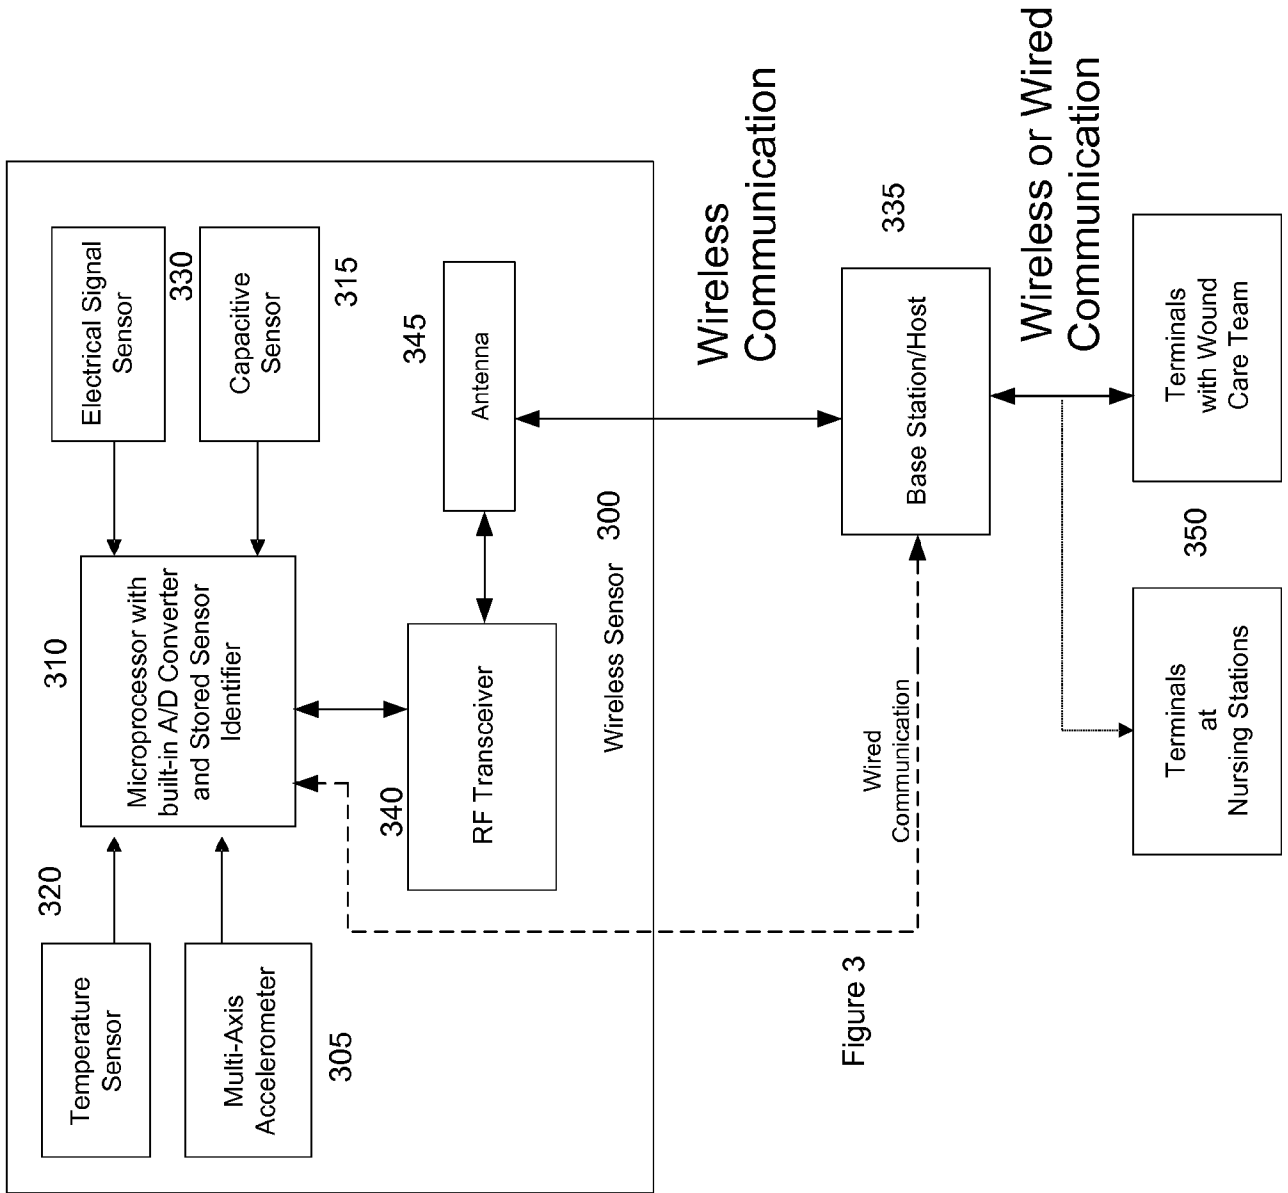 Temperature
Sensor
320
Multi-Axis
Accelerometer
305
310
Microprocessor with
built-in A/D Converter
and Stored Sensor
Identifier
Electrical Signal
Sensor
330
Capacitive
Sensor
315
340
RF Transceiver
345
Antenna
Wireless Sensor 300
Wireless
Communication
Wired
Communication
Figure 3
335
Base Station/Host
Wireless or Wired
Communication
Terminals
at
Nursing Stations
350
Terminals
with Wound
Care Team